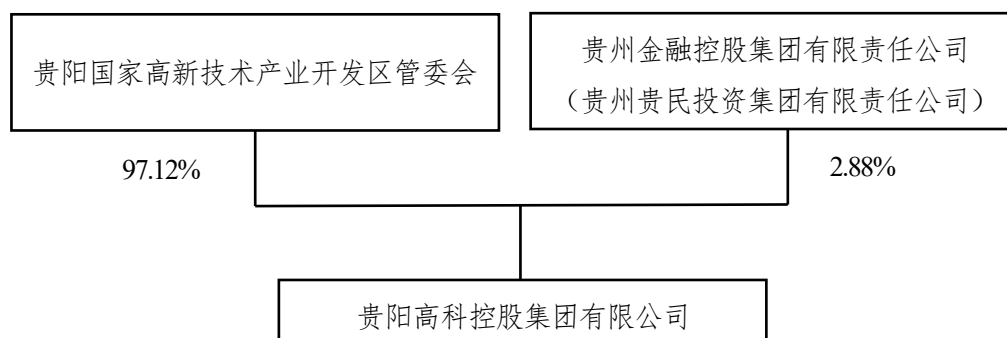 贵阳国家高新技术产业开发区管委会
贵州金融控股集团有限责任公司
（贵州贵民投资集团有限责任公司）
97.12%
2.88%
贵阳高科控股集团有限公司